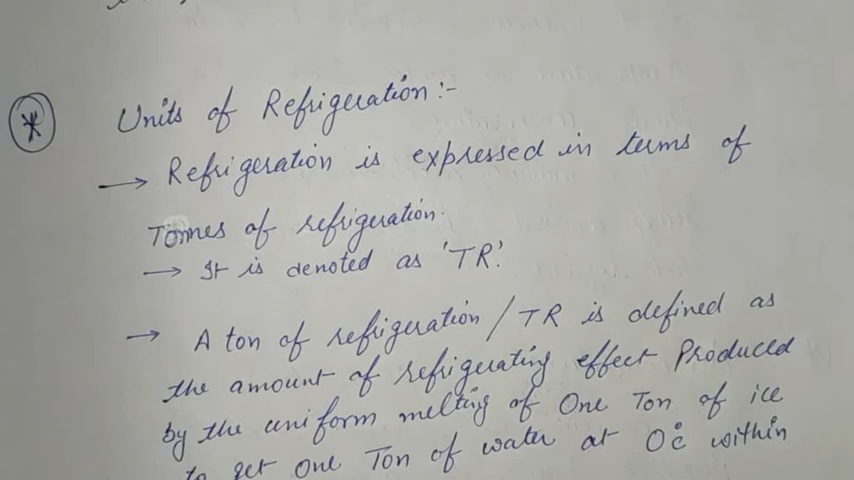 Units of Refrigeration :-
→ Refrigeration is expressed in terms of
Tonnes of refrigeration.
→ It is denoted as 'TR'.
→ A ton of refrigeration / TR is defined as
the amount of refrigerating effect Produced
by the uniform melting of One Ton of ice
to get One Ton of water at 0°c within